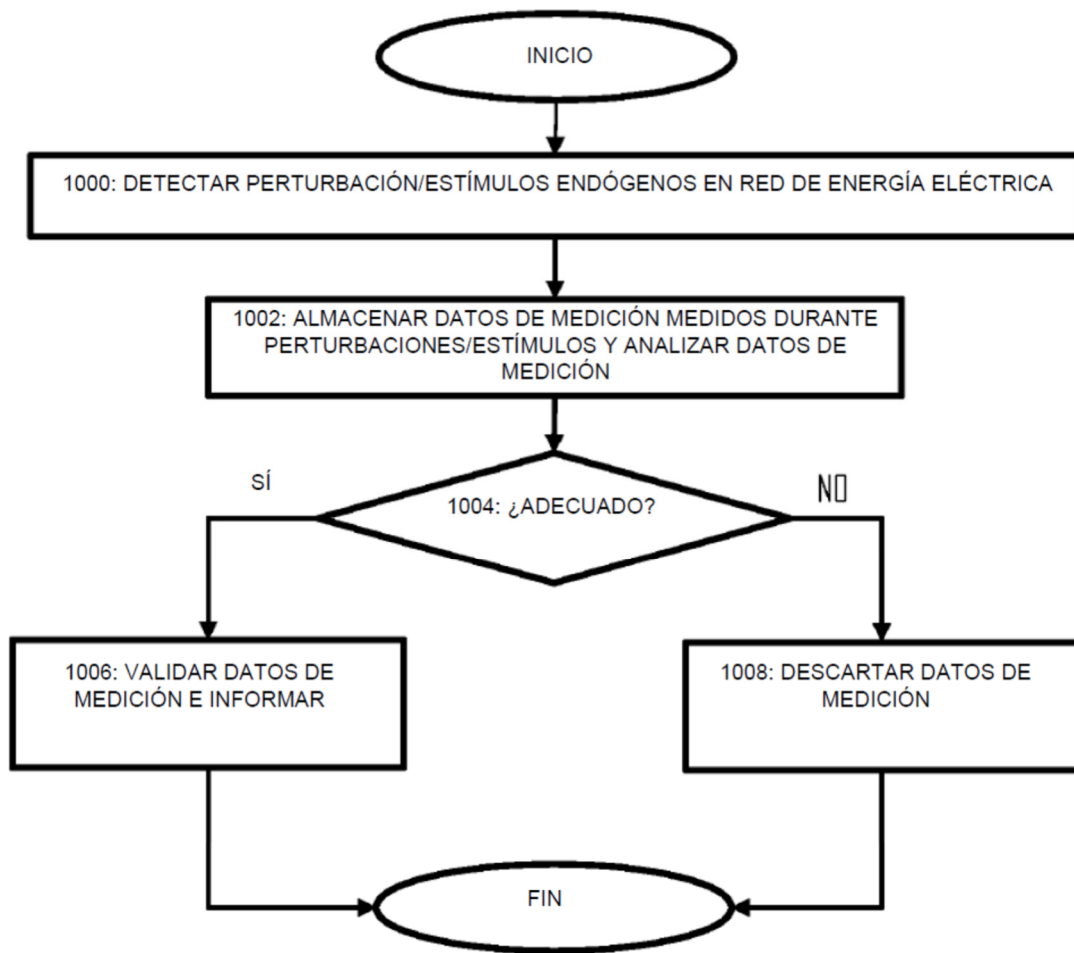 INICIO
1000: DETECTAR PERTURBACIÓN/ESTÍMULOS ENDÓGENOS EN RED DE ENERGÍA ELÉCTRICA
1002: ALMACENAR DATOS DE MEDICIÓN MEDIDOS DURANTE
PERTURBACIONES/ESTÍMULOS Y ANALIZAR DATOS DE
MEDICIÓN
SÍ
1004: ¿ADECUADO?
NO
1006: VALIDAR DATOS DE
MEDICIÓN E INFORMAR
1008: DESCARTAR DATOS DE
MEDICIÓN
FIN